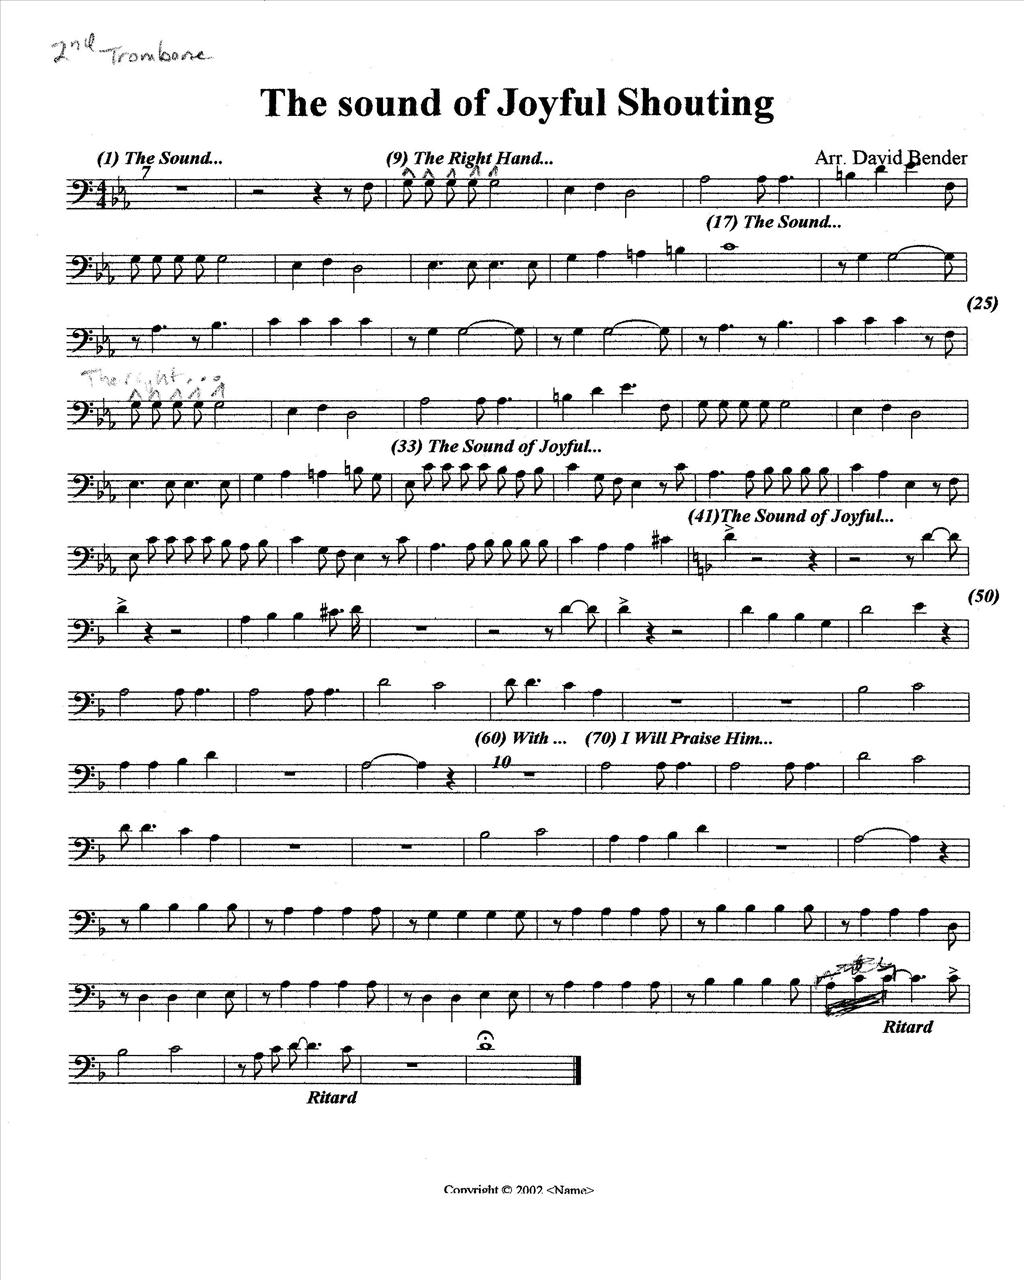 2nd Trombone
The sound of Joyful Shouting
(1) The Sound... (9) The Right Hand... Arr. David Bender
7
(17) The Sound...
(25)
The right...
(33) The Sound of Joyful...
(41)The Sound of Joyful...
(50)
(60) With ... (70) I Will Praise Him...
10
Ritard
Ritard
Copyright © 2002 <Name>